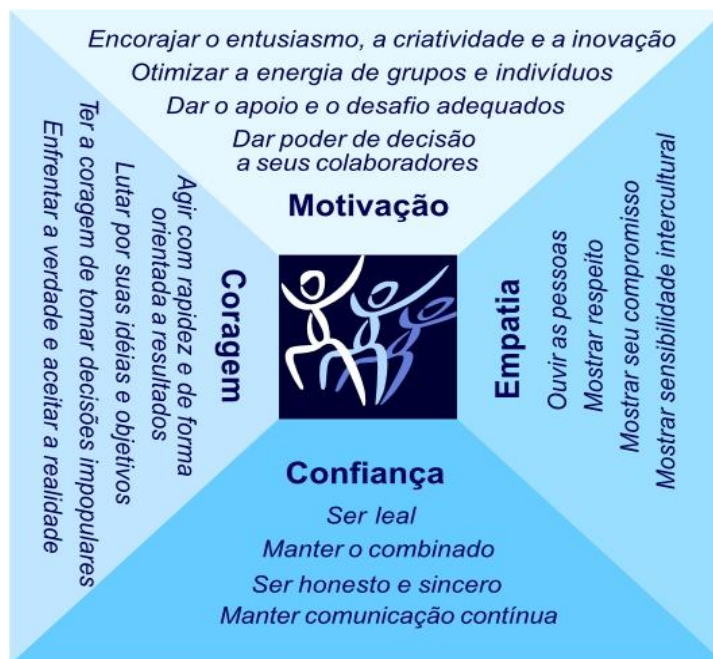 Encorajar o entusiasmo, a criatividade e a inovação
Otimizar a energia de grupos e indivíduos
Dar o apoio e o desafio adequados
Dar poder de decisão
a seus colaboradores
Motivação
Coragem
Agir com rapidez e de forma
orientada a resultados
Lutar por suas idéias e objetivos
Ter a coragem de tomar decisões impopulares
Enfrentar a verdade e aceitar a realidade
Empatia
Ouvir as pessoas
Mostrar respeito
Mostrar seu compromisso
Mostrar sensibilidade intercultural
Confiança
Ser leal
Manter o combinado
Ser honesto e sincero
Manter comunicação contínua